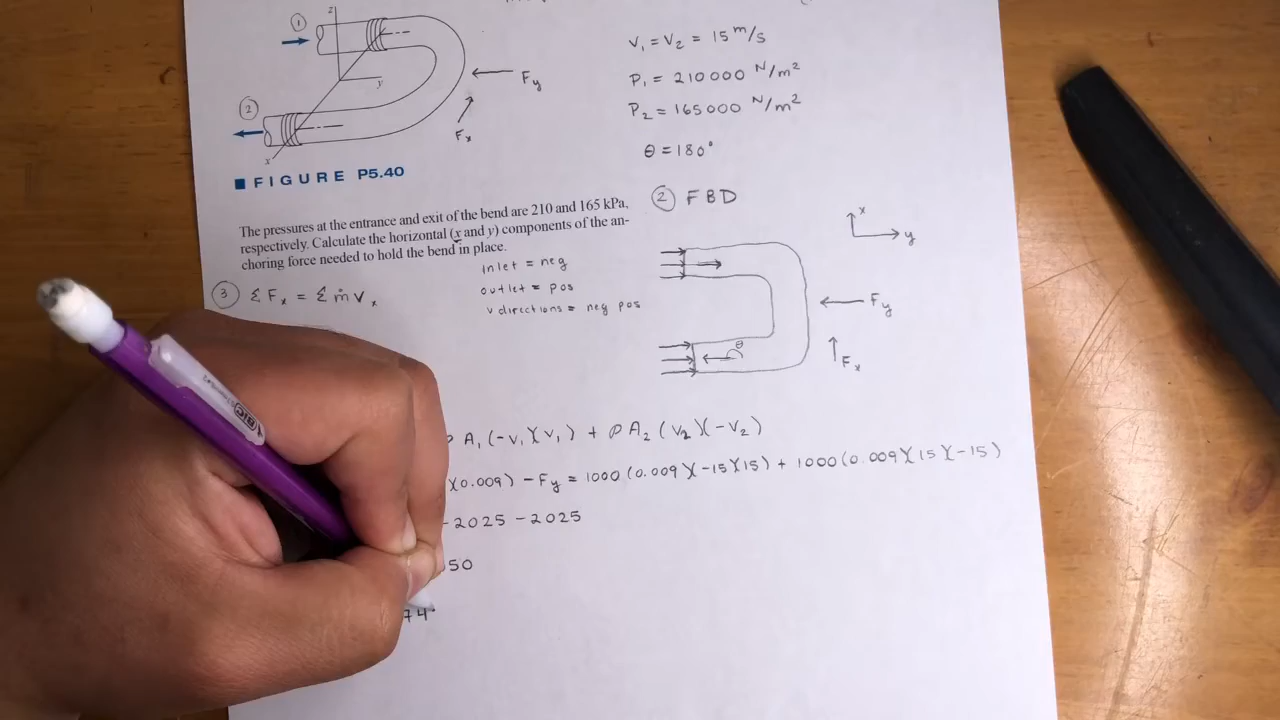 ①
z
y
②
x
Fy
Fx
■ FIGURE P5.40
The pressures at the entrance and exit of the bend are 210 and 165 kPa,
respectively. Calculate the horizontal (x and y) components of the an-
choring force needed to hold the bend in place.
V₁ = V₂ = 15 m/s
P₁ = 210000 N/m²
P₂ = 165000 N/m²
θ = 180°
② FBD
x
y
Fy
θ
Fx
inlet = neg
outlet = pos
v directions = neg pos
③ ΣFx = Σṁvx
A₁(-v₁)(v₁) + ρA₂(v₂)(-v₂)
)(0.009) - Fy = 1000(0.009)(-15)(15) + 1000(0.009)(15)(-15)
-2025 -2025
50
74
BIC